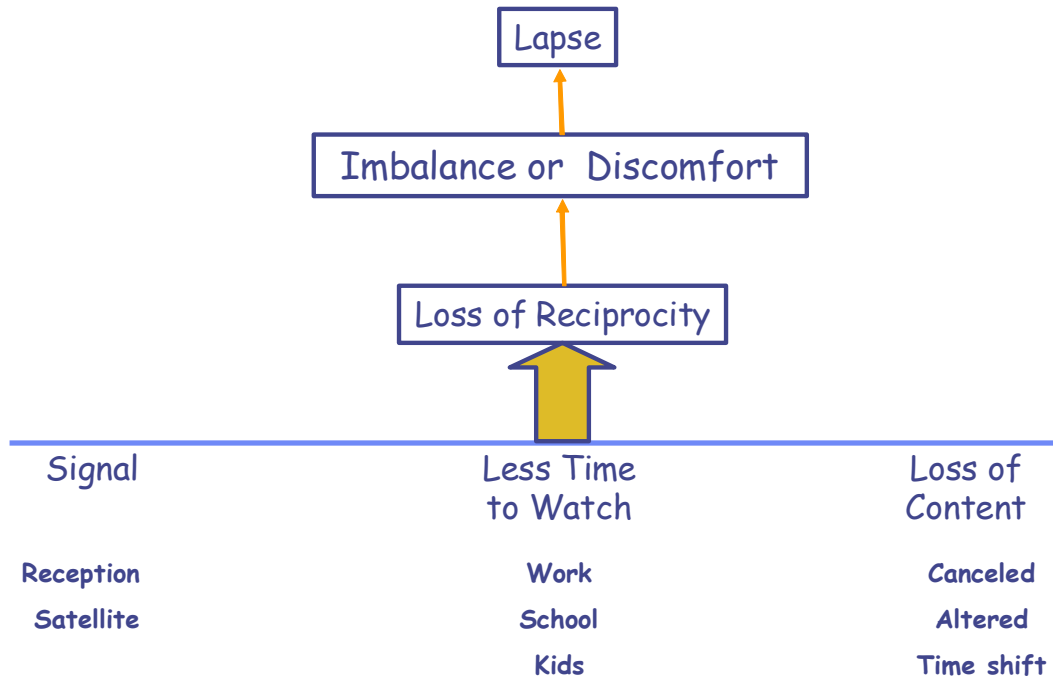 Lapse
Imbalance or Discomfort
Loss of Reciprocity
Signal
Reception
Satellite
Less Time
to Watch
Work
School
Kids
Loss of
Content
Canceled
Altered
Time shift